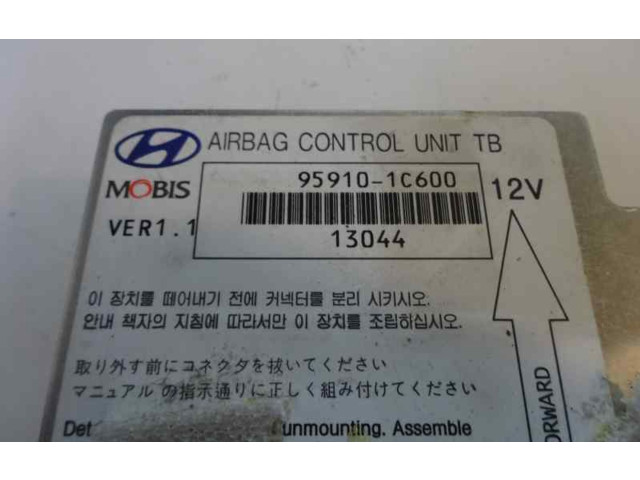 AIRBAG CONTROL UNIT TB
MOBIS
95910-1C600
12V
VER1.1
13044
이 장치를 떼어내기 전에 커넥터를 분리 시키시오.
안내 책자의 지침에 따라서만 이 장치를 조립하십시오.
取り外す前にコネクタを抜いてください
マニュアルの指示通りに正しく組み付けてください
Det unmounting. Assemble
FORWARD